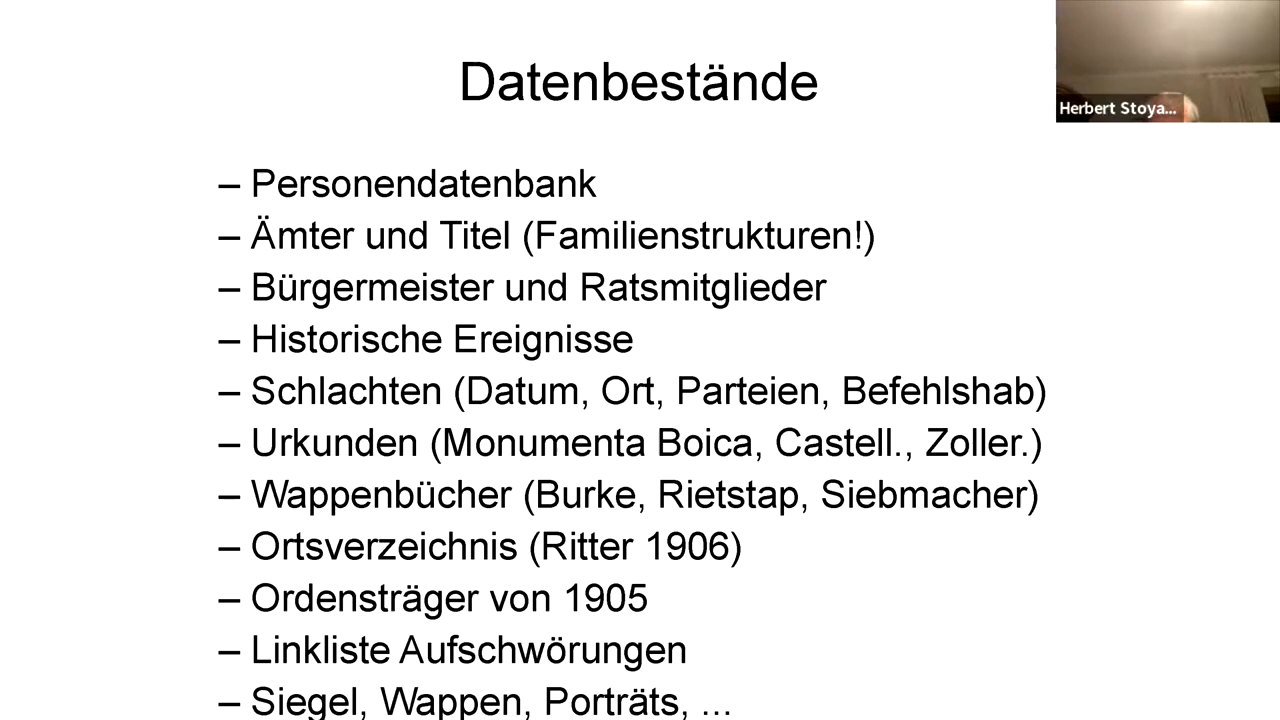 Datenbestände
Herbert Stoya...
– Personendatenbank
– Ämter und Titel (Familienstrukturen!)
– Bürgermeister und Ratsmitglieder
– Historische Ereignisse
– Schlachten (Datum, Ort, Parteien, Befehlshab)
– Urkunden (Monumenta Boica, Castell., Zoller.)
– Wappenbücher (Burke, Rietstap, Siebmacher)
– Ortsverzeichnis (Ritter 1906)
– Ordensträger von 1905
– Linkliste Aufschwörungen
– Siegel, Wappen, Porträts, ...